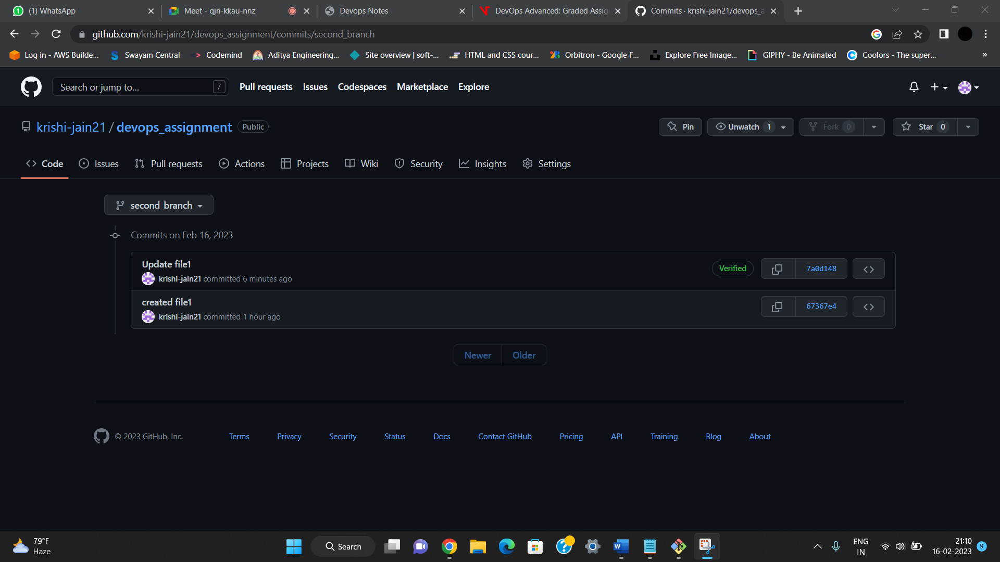 (1) WhatsApp
Meet - qjn-kkau-nnz
Devops Notes
DevOps Advanced: Graded Assig
Commits · krishi-jain21/devops_a
github.com/krishi-jain21/devops_assignment/commits/second_branch
Log in - AWS Builde...
Swayam Central
Codemind
Aditya Engineering...
Site overview | soft-...
HTML and CSS cour...
Orbitron - Google F...
Explore Free Image...
GIPHY - Be Animated
Coolors - The super...
»
Search or jump to...
/
Pull requests
Issues
Codespaces
Marketplace
Explore
krishi-jain21 / devops_assignment
Public
Pin
Unwatch 1
Fork 0
Star 0
Code
Issues
Pull requests
Actions
Projects
Wiki
Security
Insights
Settings
second_branch
Commits on Feb 16, 2023
Update file1
krishi-jain21 committed 6 minutes ago
Verified
7a0d148
created file1
krishi-jain21 committed 1 hour ago
67367e4
Newer
Older
© 2023 GitHub, Inc.
Terms
Privacy
Security
Status
Docs
Contact GitHub
Pricing
API
Training
Blog
About
79°F
Haze
Search
ENG
IN
21:10
16-02-2023
9